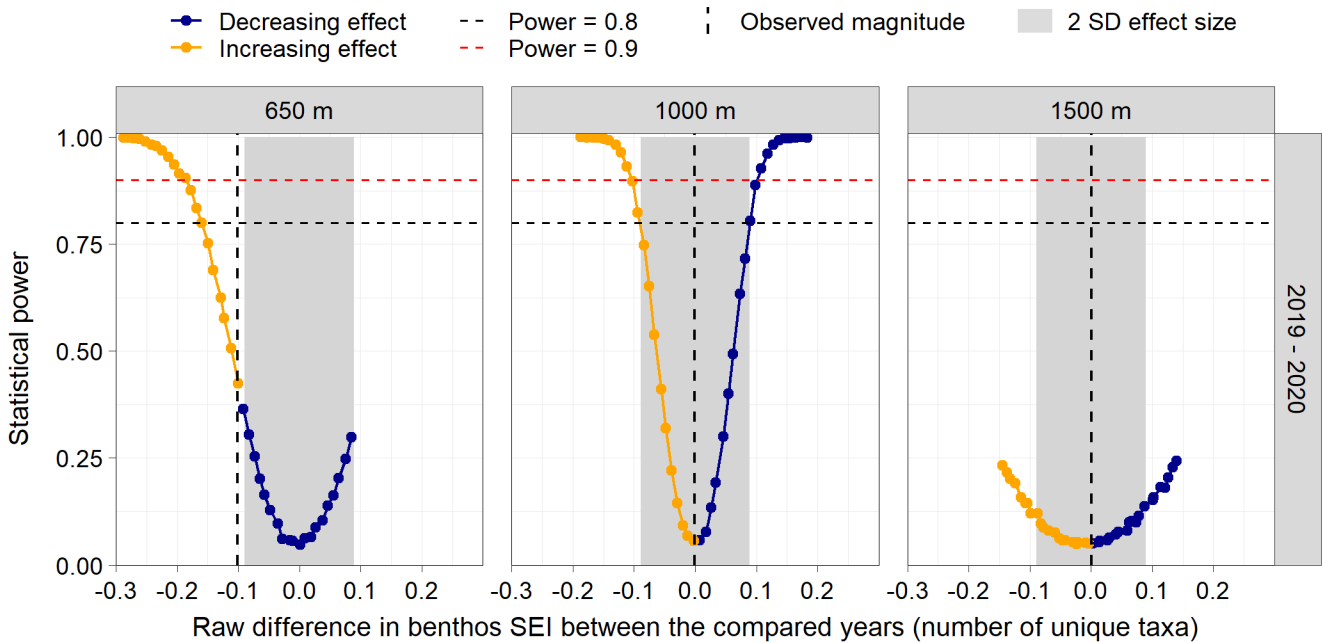 Decreasing effect Power = 0.8 Observed magnitude 2 SD effect size
Increasing effect Power = 0.9
650 m 1000 m 1500 m
1.00
0.75
0.50
0.25
0.00
Statistical power
2019 - 2020
-0.3 -0.2 -0.1 0.0 0.1 0.2 -0.3 -0.2 -0.1 0.0 0.1 0.2 -0.3 -0.2 -0.1 0.0 0.1 0.2
Raw difference in benthos SEI between the compared years (number of unique taxa)